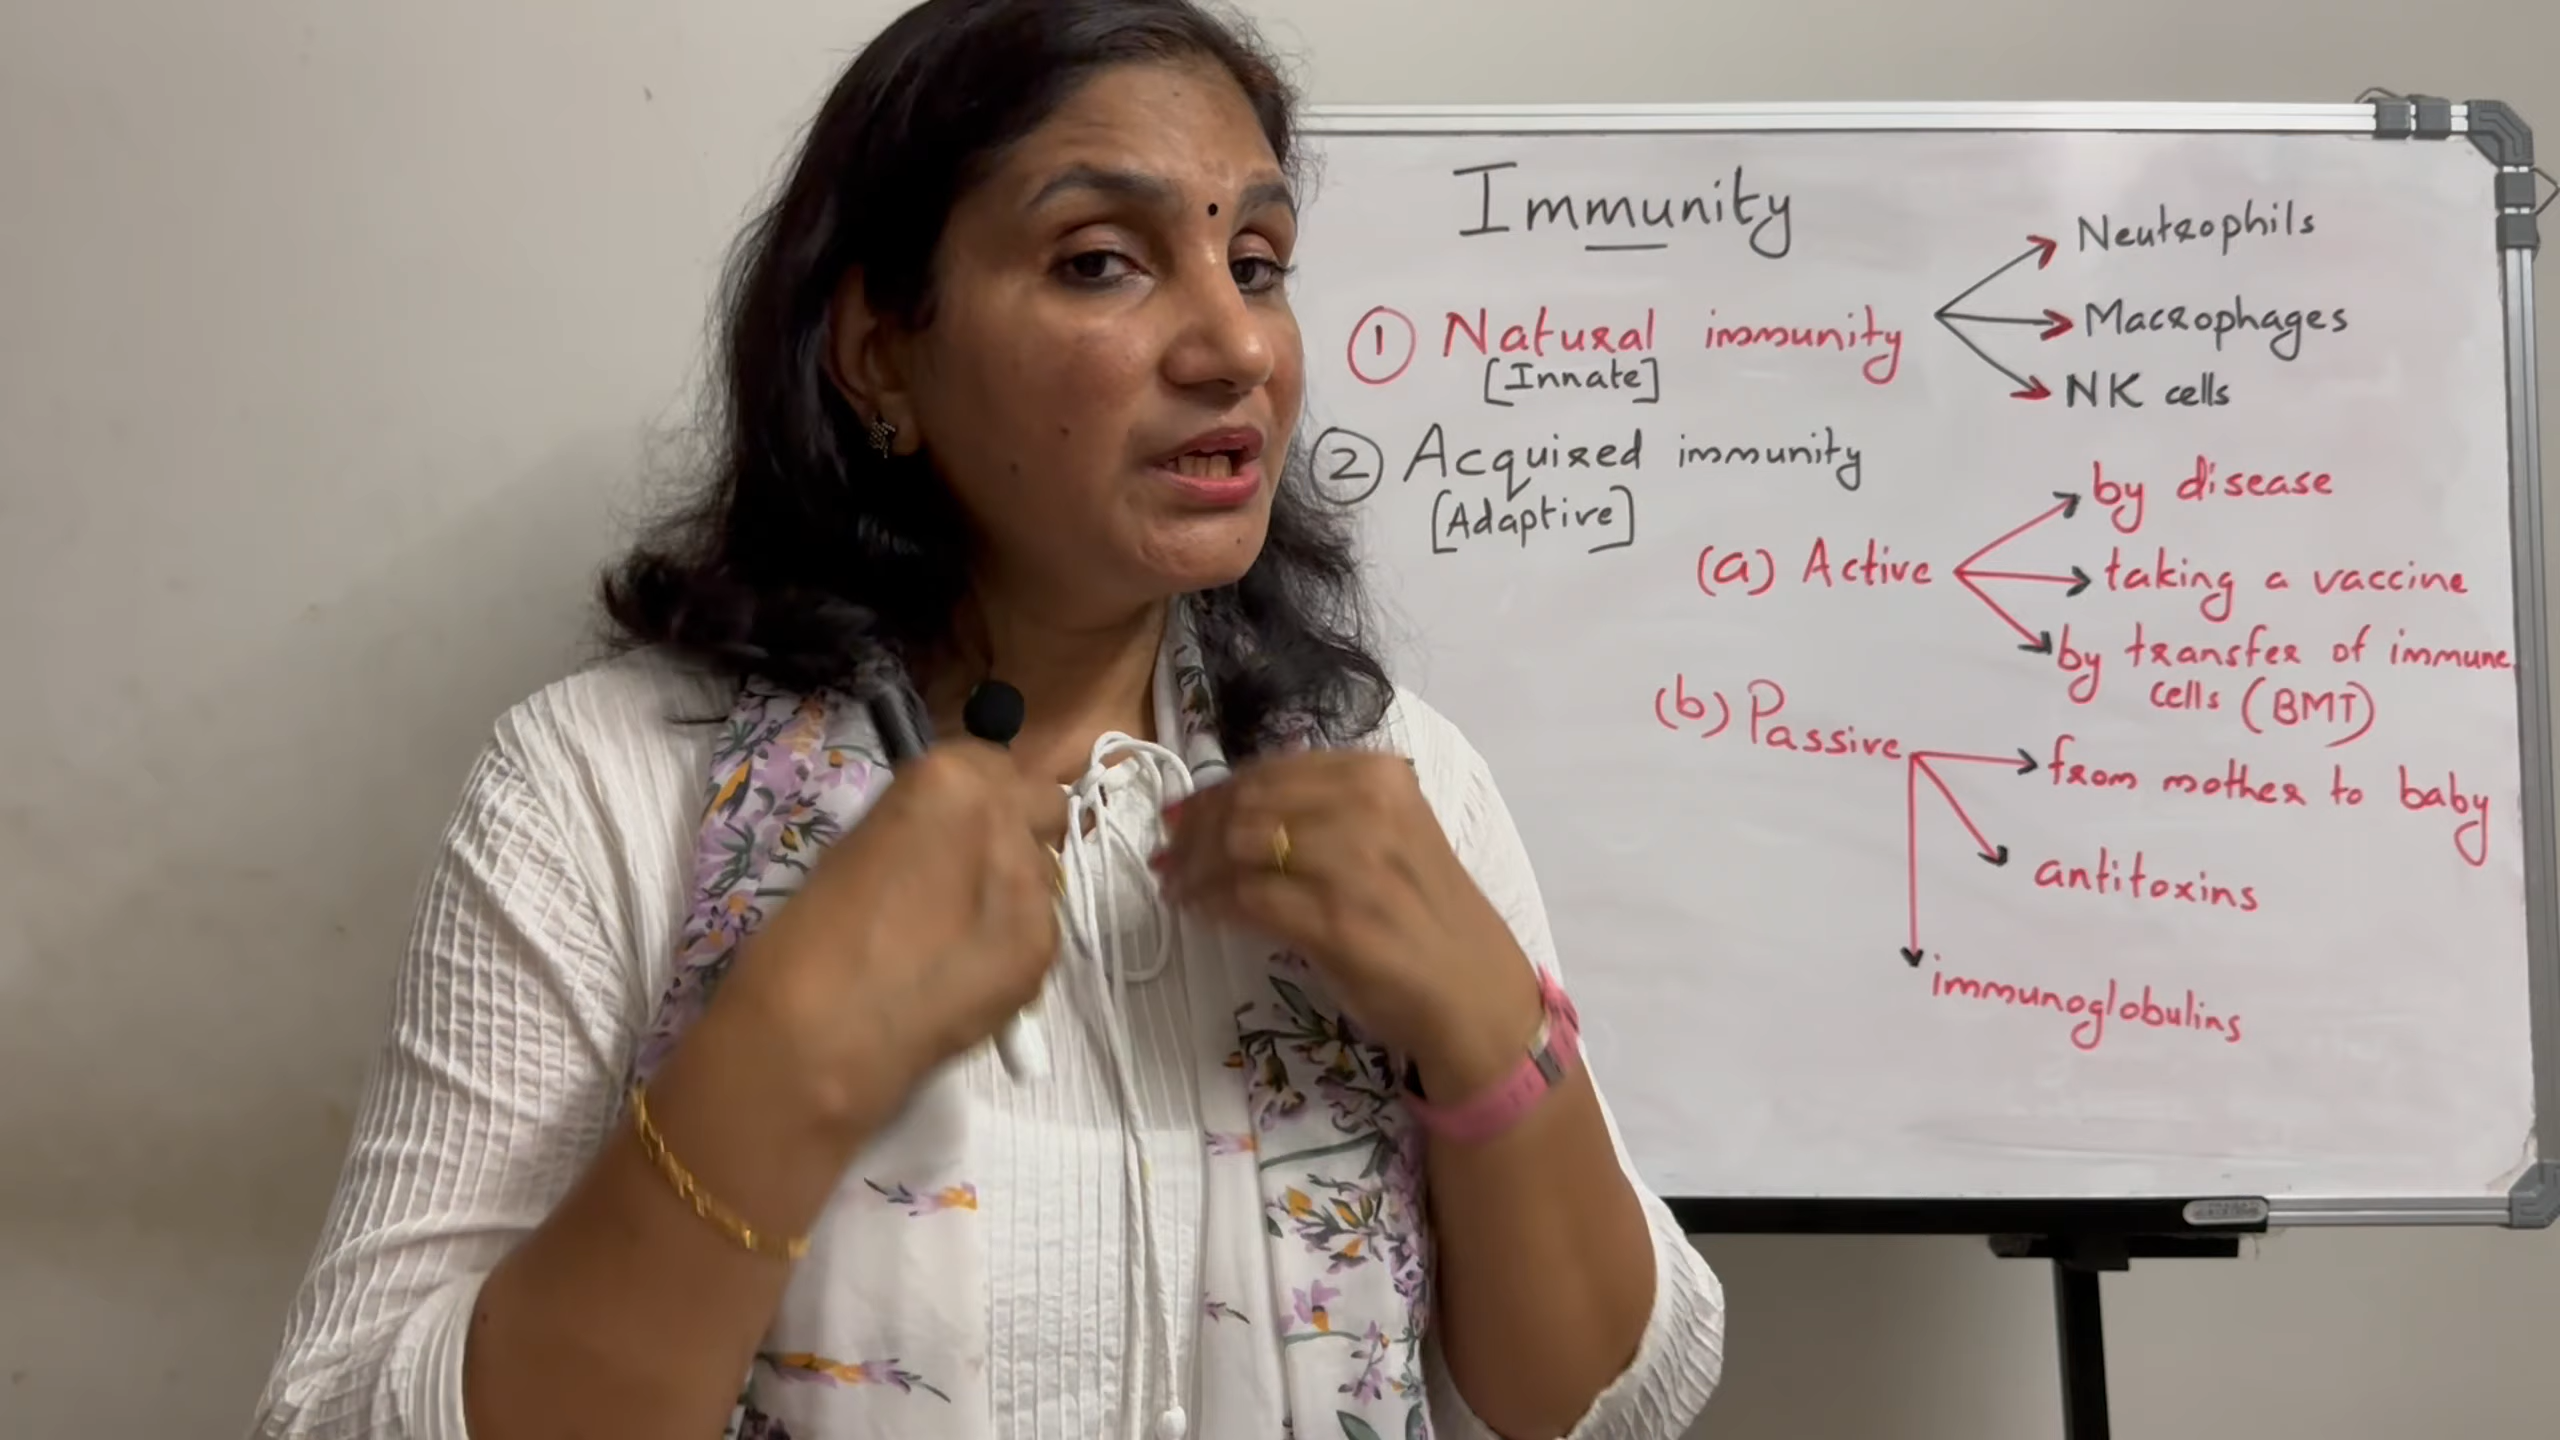 Immunity
① Natural immunity
[Innate]
Neutrophils
Macrophages
NK cells
② Acquired immunity
[Adaptive]
(a) Active
by disease
taking a vaccine
by transfer of immune
cells (BMT)
(b) Passive
from mother to baby
antitoxins
immunoglobulins